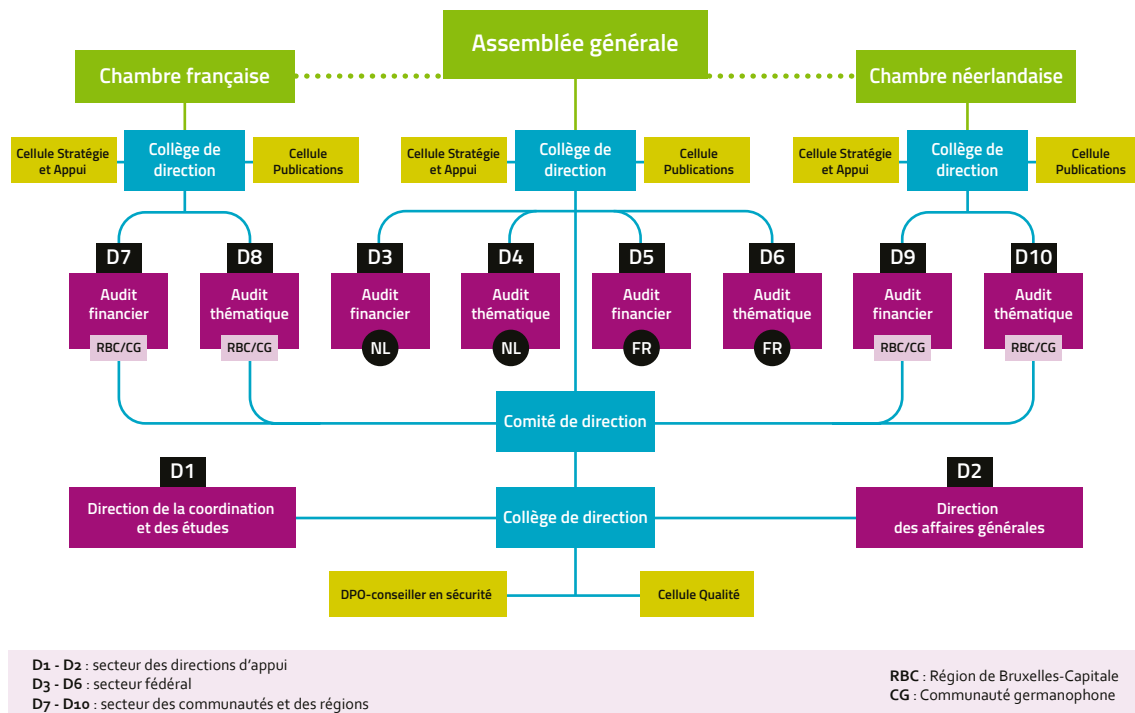 Assemblée générale
Chambre française
Chambre néerlandaise
Cellule Stratégie
et Appui
Collège de
direction
Cellule
Publications
Cellule Stratégie
et Appui
Collège de
direction
Cellule
Publications
Cellule Stratégie
et Appui
Collège de
direction
Cellule
Publications
D7
Audit
financier
RBC/CG
D8
Audit
thématique
RBC/CG
D3
Audit
financier
NL
D4
Audit
thématique
NL
D5
Audit
financier
FR
D6
Audit
thématique
FR
D9
Audit
financier
RBC/CG
D10
Audit
thématique
RBC/CG
Comité de direction
D1
Direction de la coordination
et des études
Collège de direction
D2
Direction
des affaires générales
DPO-conseiller en sécurité
Cellule Qualité
D1 - D2 : secteur des directions d'appui
D3 - D6 : secteur fédéral
D7 - D10 : secteur des communautés et des régions
RBC : Région de Bruxelles-Capitale
CG : Communauté germanophone